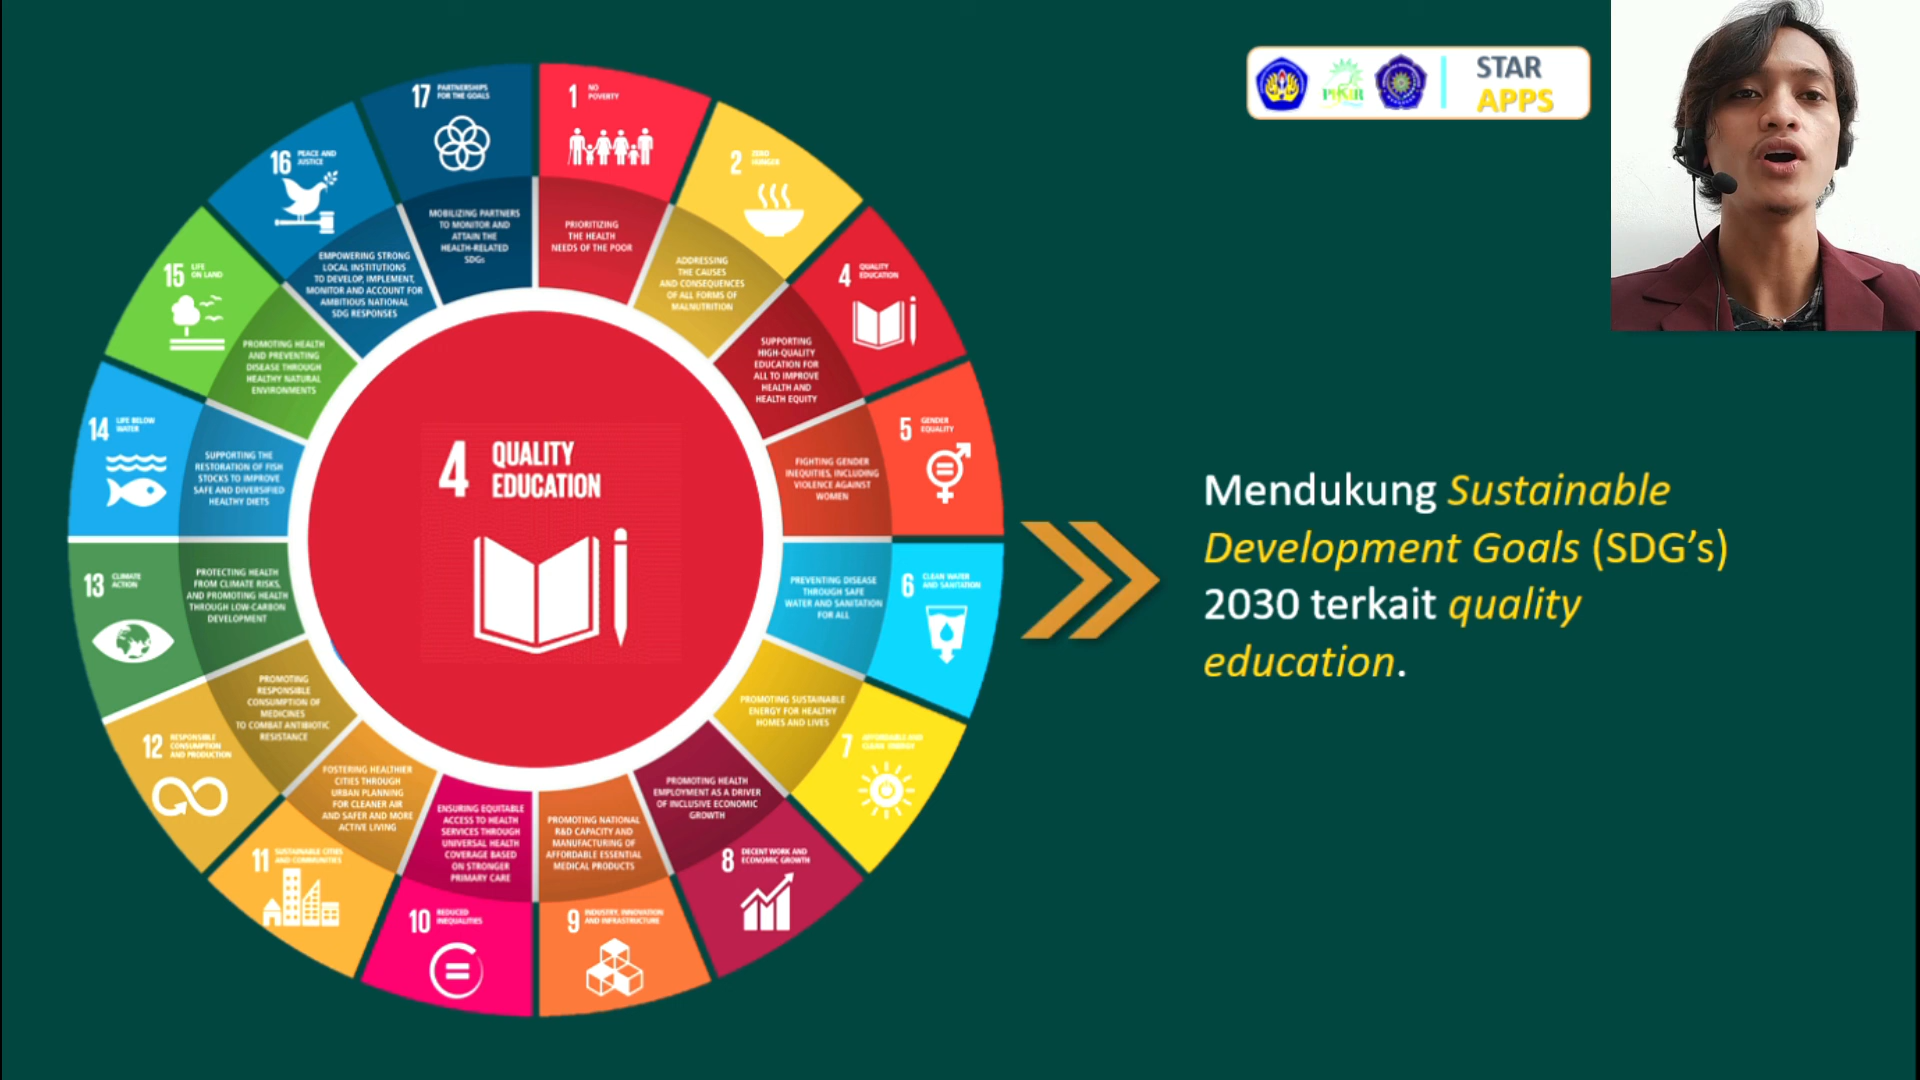 17 PARTNERSHIPS
FOR THE GOALS
1 NO
POVERTY
2 ZERO
HUNGER
4 QUALITY
EDUCATION
5 GENDER
EQUALITY
6 CLEAN WATER
AND SANITATION
7 AFFORDABLE AND
CLEAN ENERGY
8 DECENT WORK AND
ECONOMIC GROWTH
9 INDUSTRY, INNOVATION
AND INFRASTRUCTURE
10 REDUCED
INEQUALITIES
11 SUSTAINABLE CITIES
AND COMMUNITIES
12 RESPONSIBLE
CONSUMPTION
AND PRODUCTION
13 CLIMATE
ACTION
14 LIFE BELOW
WATER
15 LIFE
ON LAND
16 PEACE AND
JUSTICE
MOBILIZING PARTNERS
TO MONITOR AND
ATTAIN THE
HEALTH-RELATED
SDGs
PRIORITIZING
THE HEALTH
NEEDS OF THE POOR
ADDRESSING
THE CAUSES
AND CONSEQUENCES
OF ALL FORMS OF
MALNUTRITION
SUPPORTING
HIGH-QUALITY
EDUCATION FOR
ALL TO IMPROVE
HEALTH AND
HEALTH EQUITY
FIGHTING GENDER
INEQUITIES, INCLUDING
VIOLENCE AGAINST
WOMEN
PREVENTING DISEASE
THROUGH SAFE
WATER AND SANITATION
FOR ALL
PROMOTING SUSTAINABLE
ENERGY FOR HEALTHY
HOMES AND LIVES
PROMOTING HEALTH
EMPLOYMENT AS A DRIVER
OF INCLUSIVE ECONOMIC
GROWTH
PROMOTING NATIONAL
R&D CAPACITY AND
MANUFACTURING OF
AFFORDABLE ESSENTIAL
MEDICAL PRODUCTS
ENSURING EQUITABLE
ACCESS TO HEALTH
SERVICES THROUGH
UNIVERSAL HEALTH
COVERAGE BASED
ON STRONGER
PRIMARY CARE
FOSTERING HEALTHIER
CITIES THROUGH
URBAN PLANNING
FOR CLEANER AIR
AND SAFER AND MORE
ACTIVE LIVING
PROMOTING
RESPONSIBLE
CONSUMPTION OF
MEDICINES
TO COMBAT ANTIBIOTIC
RESISTANCE
PROTECTING HEALTH
FROM CLIMATE RISKS,
AND PROMOTING HEALTH
THROUGH LOW-CARBON
DEVELOPMENT
SUPPORTING THE
RESTORATION OF FISH
STOCKS TO IMPROVE
SAFE AND DIVERSIFIED
HEALTHY DIETS
PROMOTING HEALTH
AND PREVENTING
DISEASE THROUGH
HEALTHY NATURAL
ENVIRONMENTS
EMPOWERING STRONG
LOCAL INSTITUTIONS
TO DEVELOP, IMPLEMENT,
MONITOR AND ACCOUNT FOR
AMBITIOUS NATIONAL
SDG RESPONSES
4 QUALITY
EDUCATION
STAR
APPS
Mendukung Sustainable
Development Goals (SDG’s)
2030 terkait quality
education.